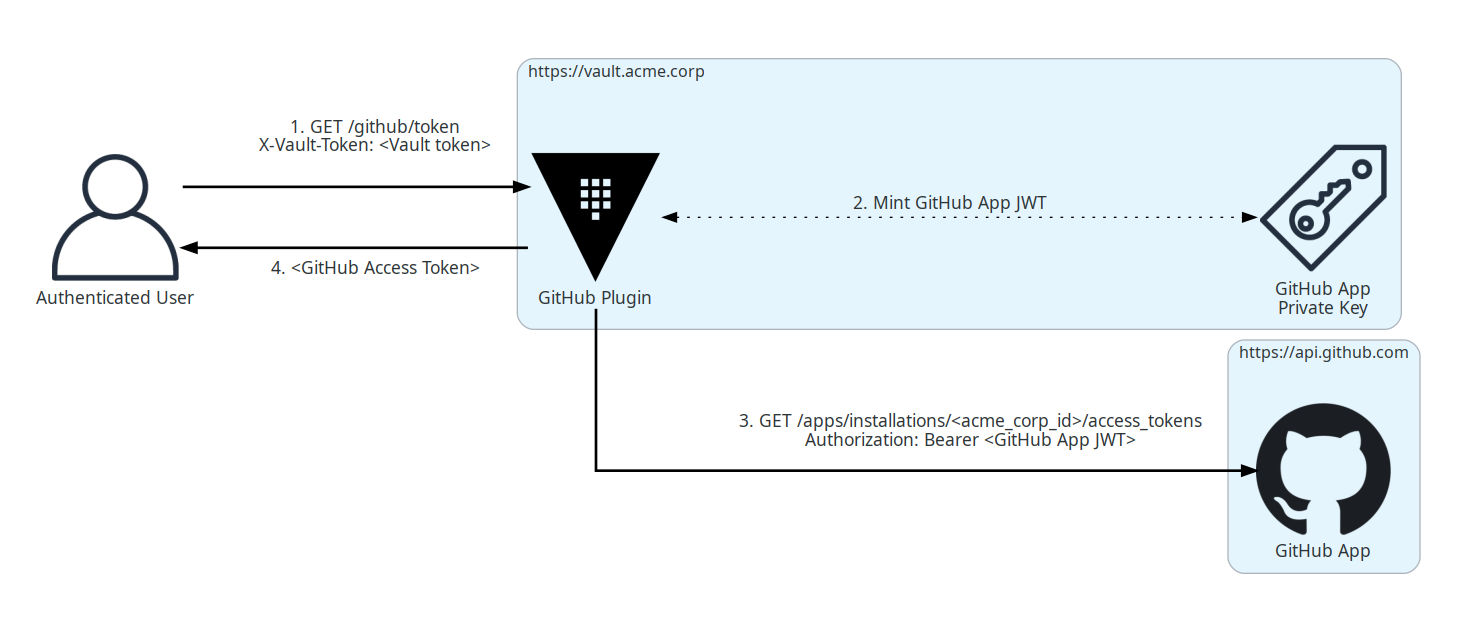 https://vault.acme.corp
1. GET /github/token
X-Vault-Token: <Vault token>
2. Mint GitHub App JWT
4. <GitHub Access Token>
Authenticated User
GitHub Plugin
GitHub App
Private Key
https://api.github.com
3. GET /apps/installations/<acme_corp_id>/access_tokens
Authorization: Bearer <GitHub App JWT>
GitHub App